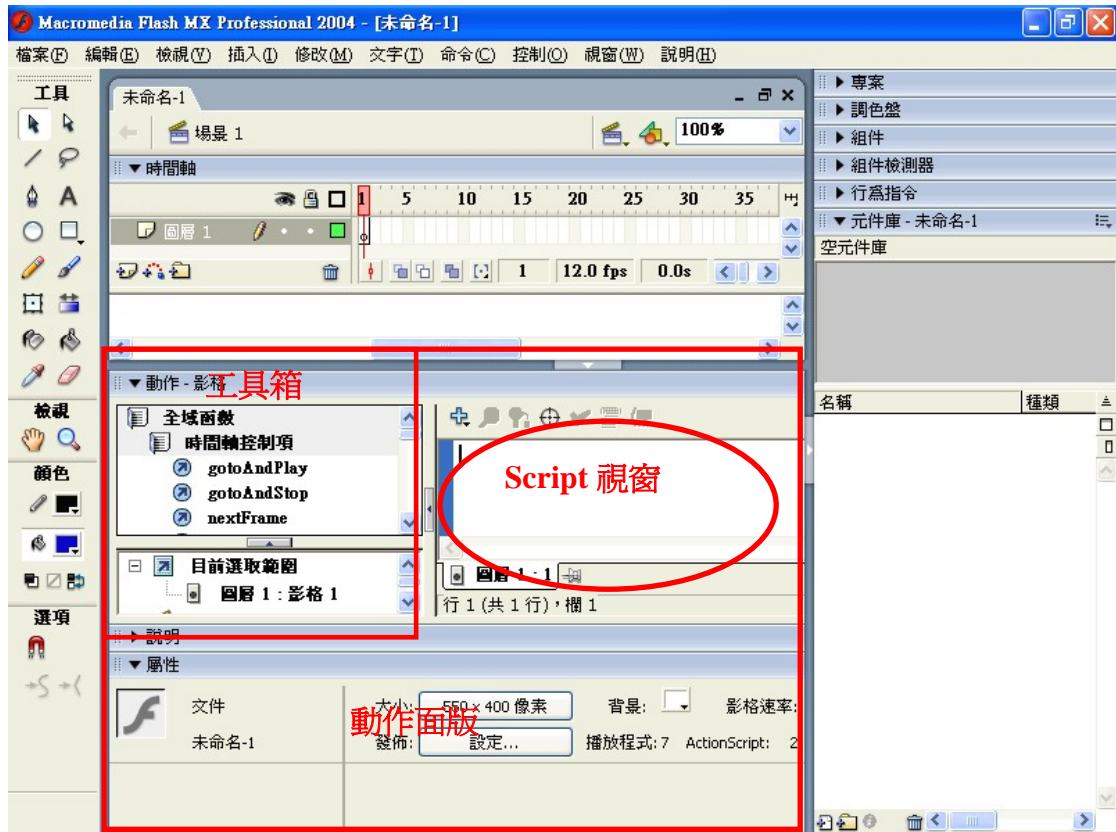 Macromedia Flash MX Professional 2004 - [未命名-1]
檔案(F) 編輯(E) 檢視(V) 插入(I) 修改(M) 文字(T) 命令(C) 控制(O) 視窗(W) 說明(H)
工具
檢視
顏色
選項
未命名-1
場景 1
100%
▼時間軸
1 5 10 15 20 25 30 35
圖層 1
1 12.0 fps 0.0s
▼動作 - 影格
工具箱
全域函數
時間軸控制項
gotoAndPlay
gotoAndStop
nextFrame
目前選取範圍
圖層 1 : 影格 1
Script 視窗
圖層 1 : 1
行 1 (共 1 行),欄 1
▶說明
▼屬性
文件
未命名-1
大小: 550 x 400 像素 背景: 影格速率:
動作面版
發佈: 設定... 播放程式: 7 ActionScript: 2
▶專案
▶調色盤
▶組件
▶組件檢測器
▶行為指令
▼元件庫 - 未命名-1
空元件庫
名稱 種類